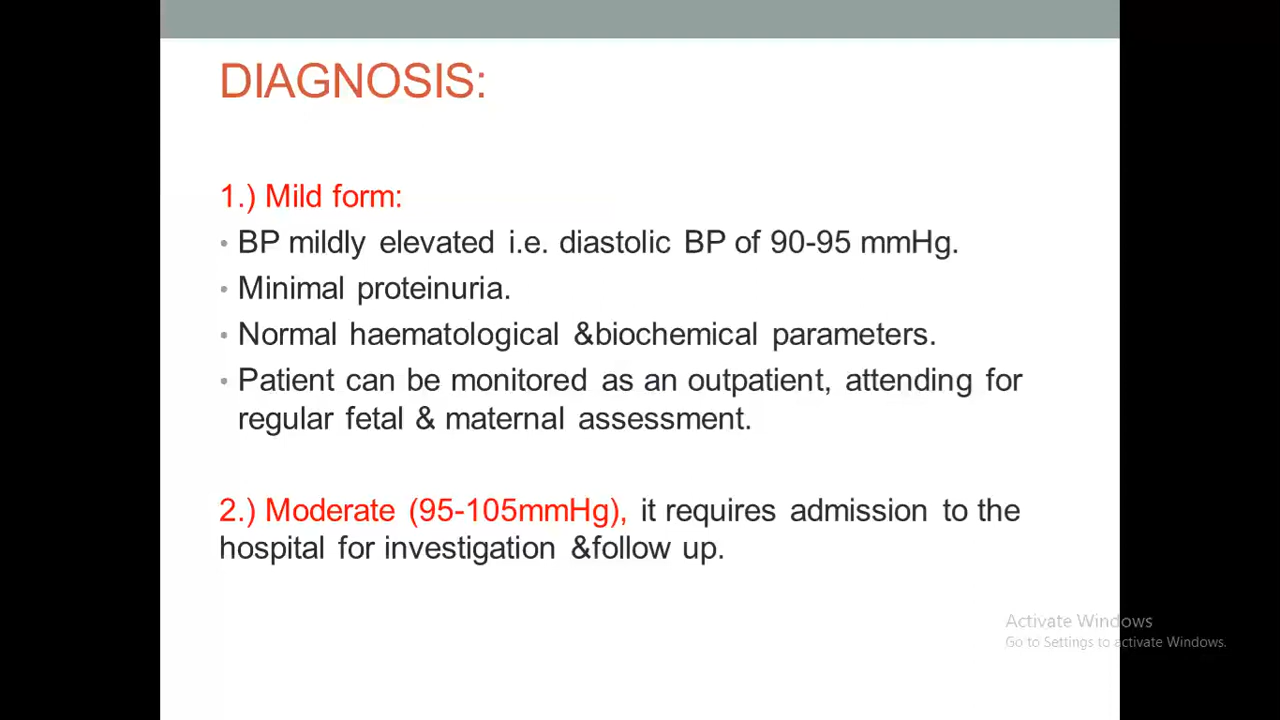 DIAGNOSIS:
1.) Mild form:
• BP mildly elevated i.e. diastolic BP of 90-95 mmHg.
• Minimal proteinuria.
• Normal haematological &biochemical parameters.
• Patient can be monitored as an outpatient, attending for
regular fetal & maternal assessment.
2.) Moderate (95-105mmHg), it requires admission to the
hospital for investigation &follow up.
Activate Windows
Go to Settings to activate Windows.